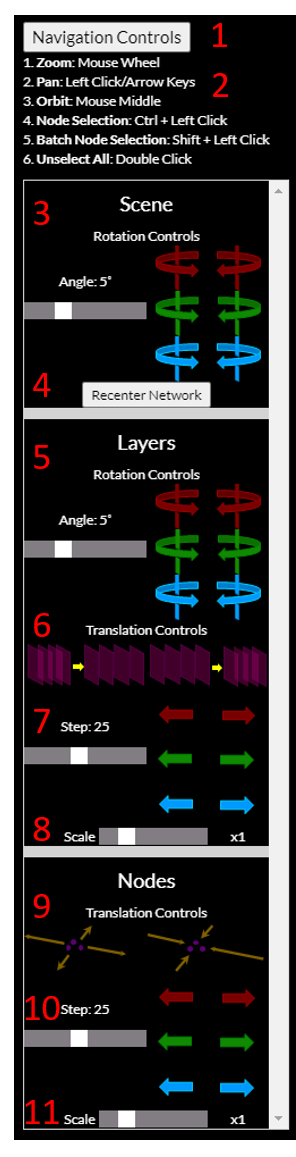 Navigation Controls 1
1. Zoom: Mouse Wheel
2. Pan: Left Click/Arrow Keys 2
3. Orbit: Mouse Middle
4. Node Selection: Ctrl + Left Click
5. Batch Node Selection: Shift + Left Click
6. Unselect All: Double Click
3 Scene
Rotation Controls
Angle: 5°
4 Recenter Network
5 Layers
Rotation Controls
Angle: 5°
6 Translation Controls
7 Step: 25
8 Scale x1
Nodes
9 Translation Controls
10 Step: 25
11 Scale x1